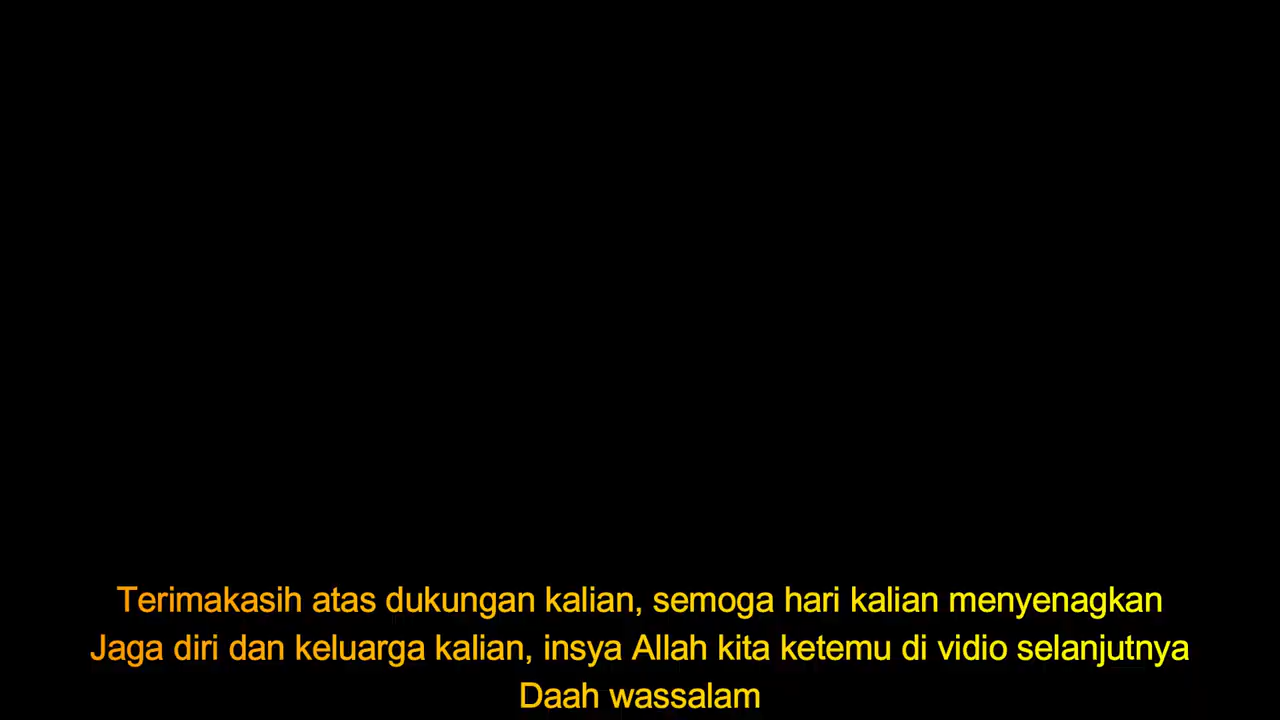 Terimakasih atas dukungan kalian, semoga hari kalian menyenagkan
Jaga diri dan keluarga kalian, insya Allah kita ketemu di vidio selanjutnya
Daah wassalam